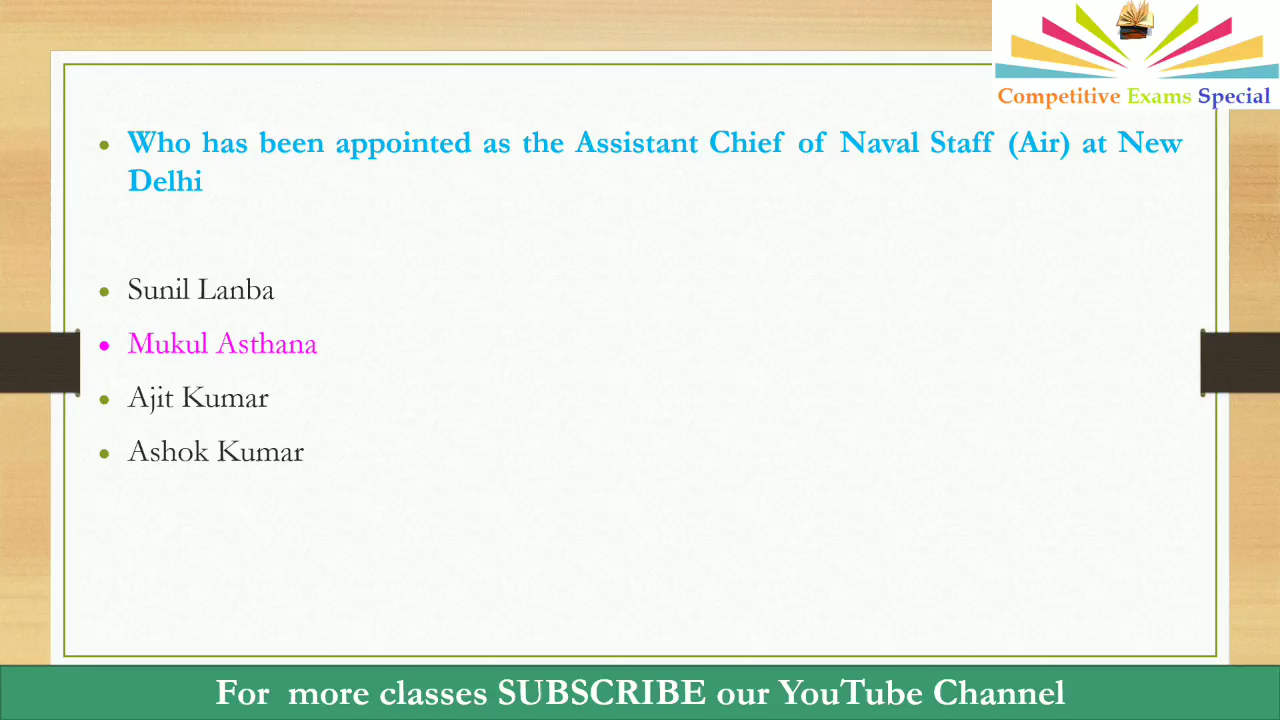 Competitive Exams Special
• Who has been appointed as the Assistant Chief of Naval Staff (Air) at New
Delhi
• Sunil Lanba
• Mukul Asthana
• Ajit Kumar
• Ashok Kumar
For more classes SUBSCRIBE our YouTube Channel